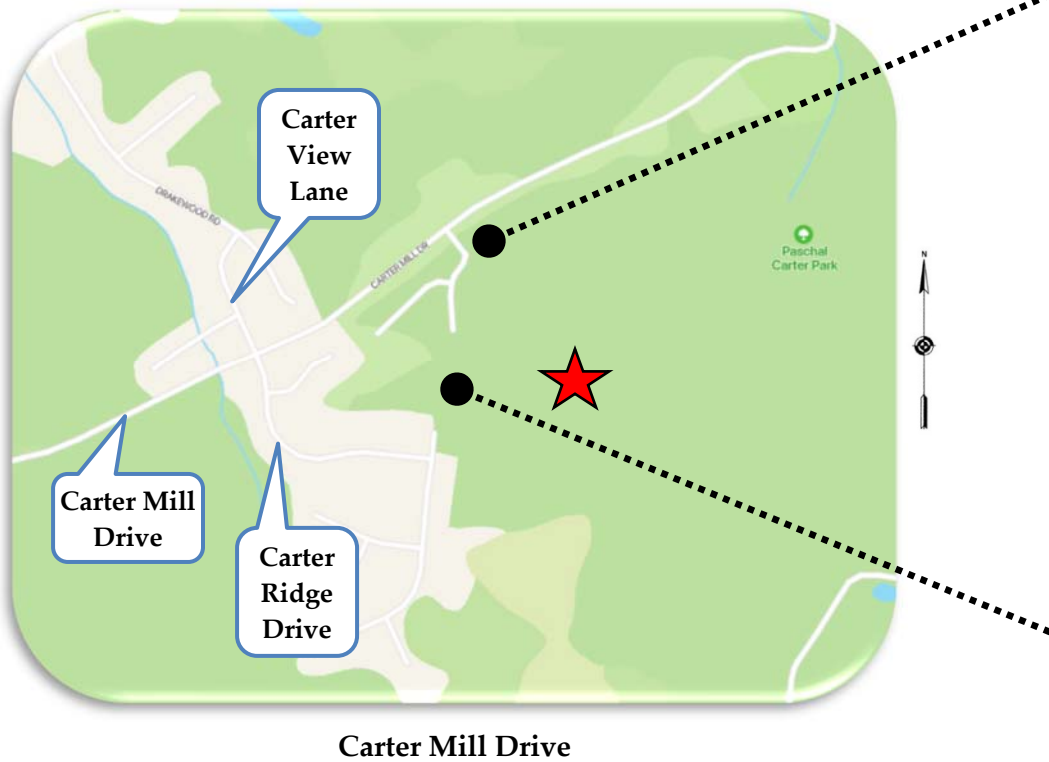 Carter
View
Lane
DRAKEWOOD RD
CARTER MILL DR
Paschal
Carter Park
N
Carter Mill
Drive
Carter
Ridge
Drive
Carter Mill Drive